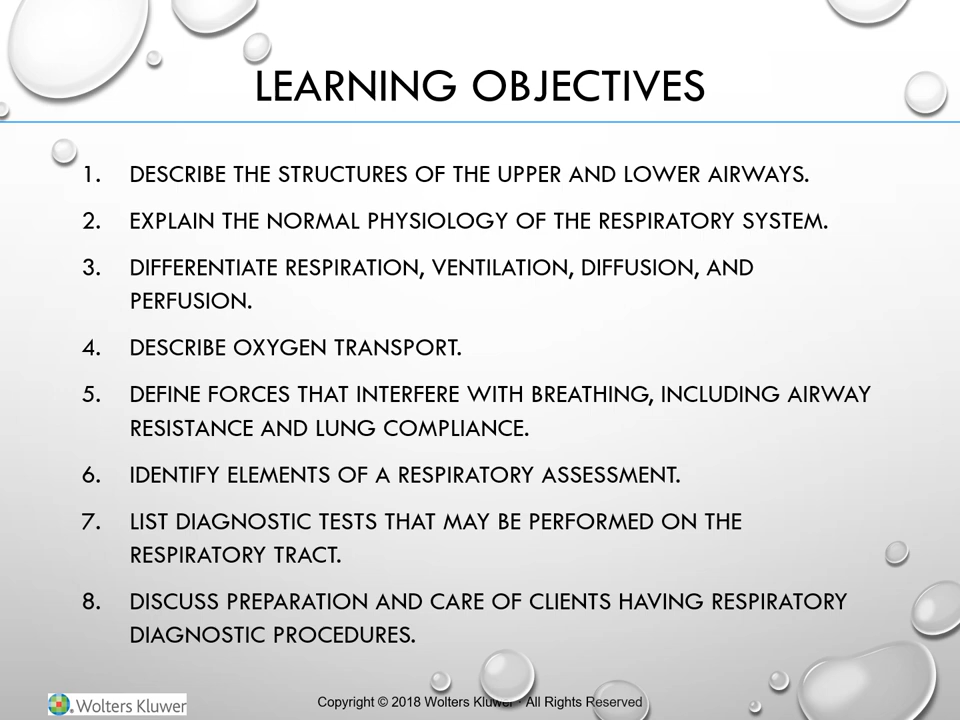 LEARNING OBJECTIVES
1. DESCRIBE THE STRUCTURES OF THE UPPER AND LOWER AIRWAYS.
2. EXPLAIN THE NORMAL PHYSIOLOGY OF THE RESPIRATORY SYSTEM.
3. DIFFERENTIATE RESPIRATION, VENTILATION, DIFFUSION, AND
PERFUSION.
4. DESCRIBE OXYGEN TRANSPORT.
5. DEFINE FORCES THAT INTERFERE WITH BREATHING, INCLUDING AIRWAY
RESISTANCE AND LUNG COMPLIANCE.
6. IDENTIFY ELEMENTS OF A RESPIRATORY ASSESSMENT.
7. LIST DIAGNOSTIC TESTS THAT MAY BE PERFORMED ON THE
RESPIRATORY TRACT.
8. DISCUSS PREPARATION AND CARE OF CLIENTS HAVING RESPIRATORY
DIAGNOSTIC PROCEDURES.
Wolters Kluwer
Copyright © 2018 Wolters Kluwer · All Rights Reserved